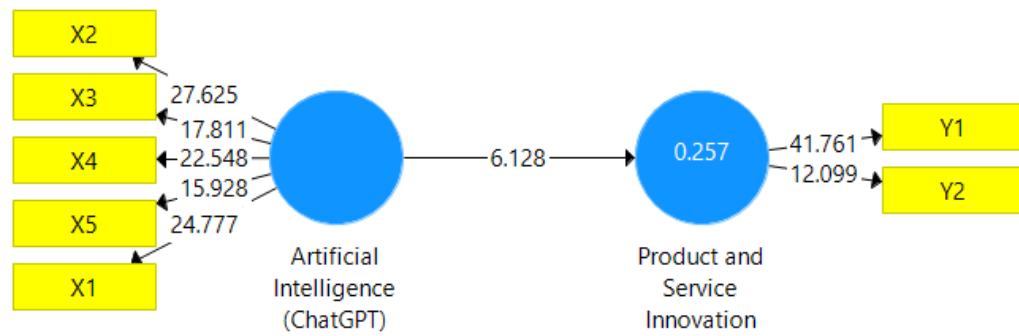 X2
X3
X4
X5
X1
27.625
17.811
22.548
15.928
24.777
Artificial
Intelligence
(ChatGPT)
6.128
0.257
Product and
Service
Innovation
41.761
12.099
Y1
Y2